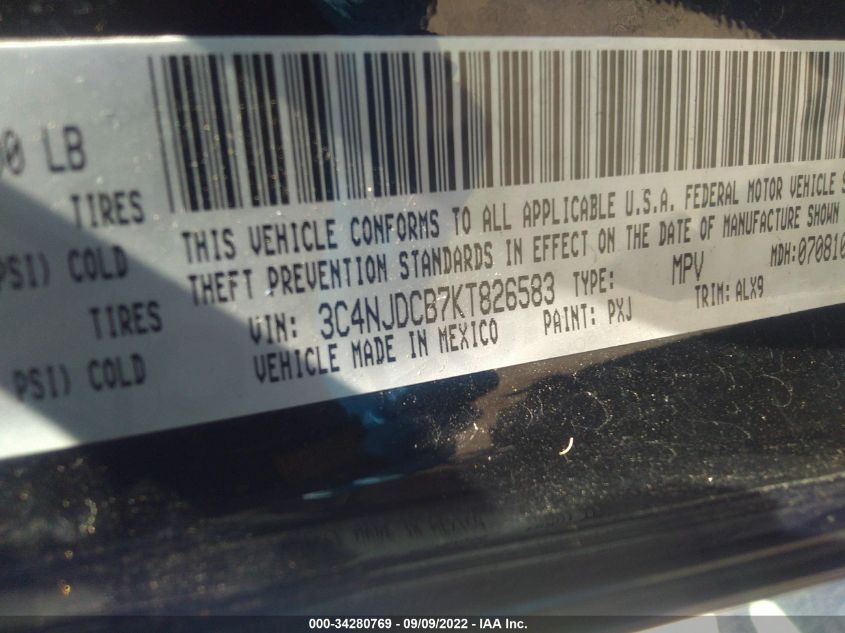 00 LB
TIRES
PSI) COLD
TIRES
PSI) COLD
THIS VEHICLE CONFORMS TO ALL APPLICABLE U.S.A. FEDERAL MOTOR VEHICLE S
THEFT PREVENTION STANDARDS IN EFFECT ON THE DATE OF MANUFACTURE SHOWN
VIN: 3C4NJDCB7KT826583 TYPE: MPV MDH:070810
VEHICLE MADE IN MEXICO PAINT: PXJ TRIM:ALX9
000-34280769 - 09/09/2022 - IAA Inc.